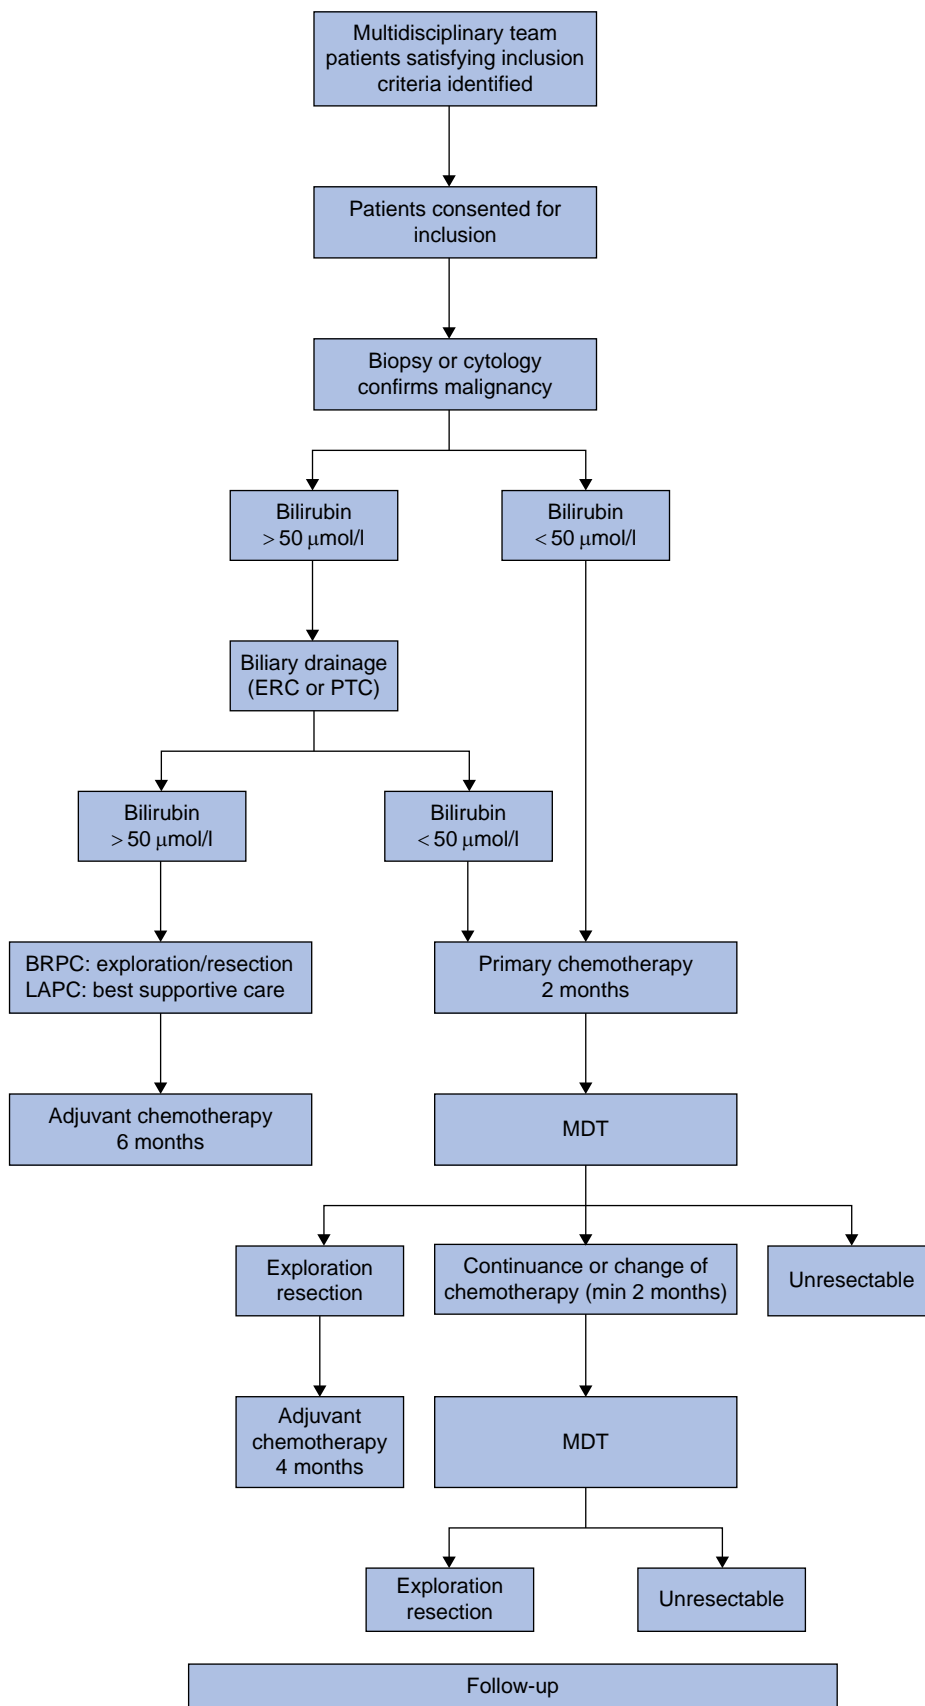 Multidisciplinary team
patients satisfying inclusion
criteria identified
Patients consented for
inclusion
Biopsy or cytology
confirms malignancy
Bilirubin
> 50 μmol/l
Bilirubin
< 50 μmol/l
Biliary drainage
(ERC or PTC)
Bilirubin
> 50 μmol/l
Bilirubin
< 50 μmol/l
BRPC: exploration/resection
LAPC: best supportive care
Primary chemotherapy
2 months
Adjuvant chemotherapy
6 months
MDT
Exploration
resection
Continuance or change of
chemotherapy (min 2 months)
Unresectable
Adjuvant
chemotherapy
4 months
MDT
Exploration
resection
Unresectable
Follow-up